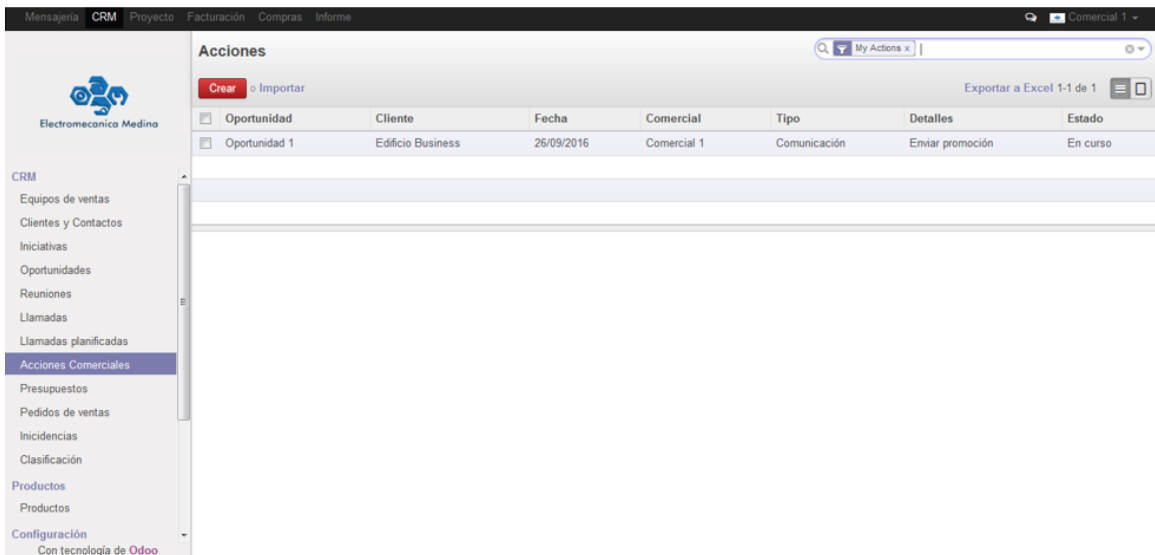 Mensajería CRM Proyecto Facturación Compras Informe Comercial 1
Acciones
My Actions x
Crear o Importar
Exportar a Excel 1-1 de 1
Electromecanica Medina
Oportunidad Cliente Fecha Comercial Tipo Detalles Estado
Oportunidad 1 Edificio Business 26/09/2016 Comercial 1 Comunicación Enviar promoción En curso
CRM
Equipos de ventas
Clientes y Contactos
Iniciativas
Oportunidades
Reuniones
Llamadas
Llamadas planificadas
Acciones Comerciales
Presupuestos
Pedidos de ventas
Inicidencias
Clasificación
Productos
Productos
Configuración
Con tecnología de Odoo